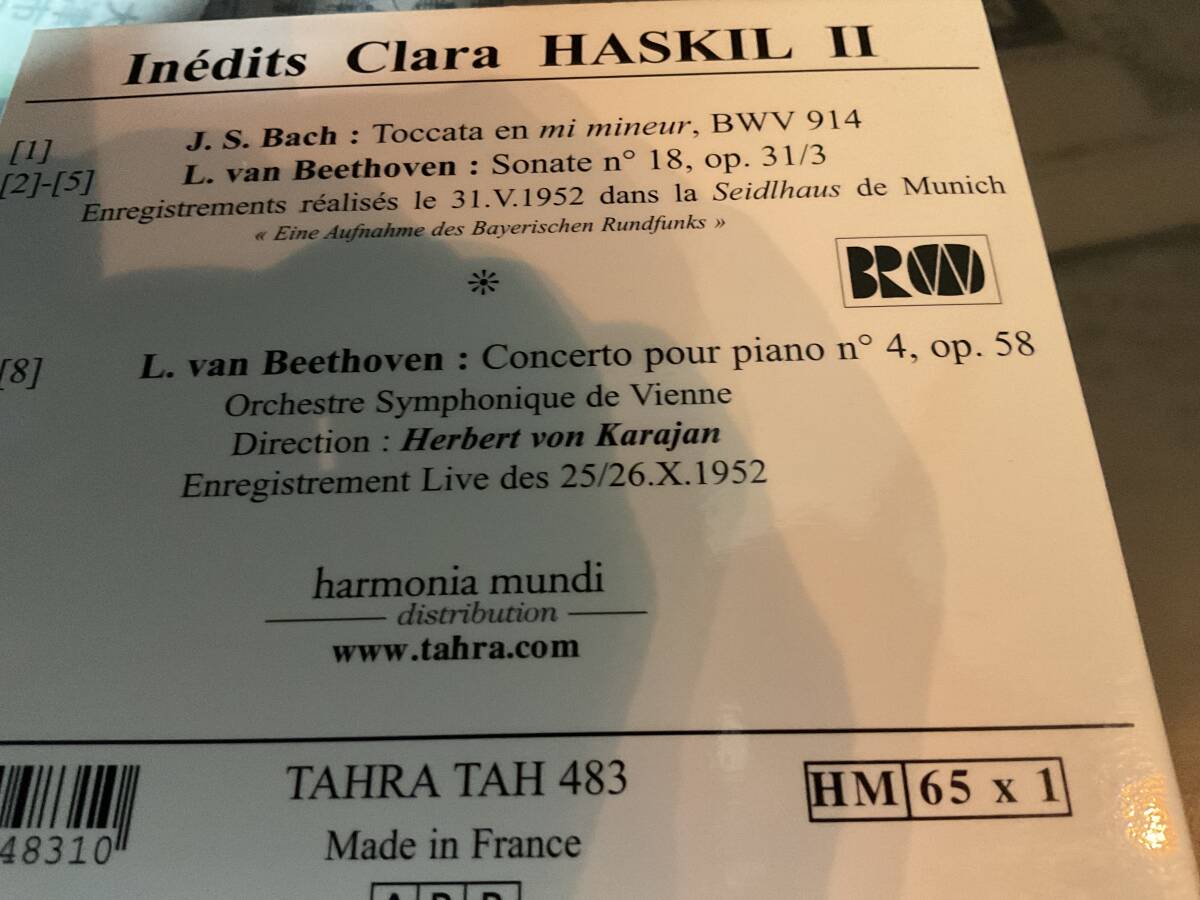 Inédits Clara HASKIL II
[1] J. S. Bach : Toccata en mi mineur, BWV 914
[2]-[5] L. van Beethoven : Sonate n° 18, op. 31/3
Enregistrements réalisés le 31.V.1952 dans la Seidlhaus de Munich
« Eine Aufnahme des Bayerischen Rundfunks »
BRW
8] L. van Beethoven : Concerto pour piano n° 4, op. 58
Orchestre Symphonique de Vienne
Direction : Herbert von Karajan
Enregistrement Live des 25/26.X.1952
harmonia mundi
distribution
www.tahra.com
TAHRA TAH 483
HM 65 x 1
48310
Made in France